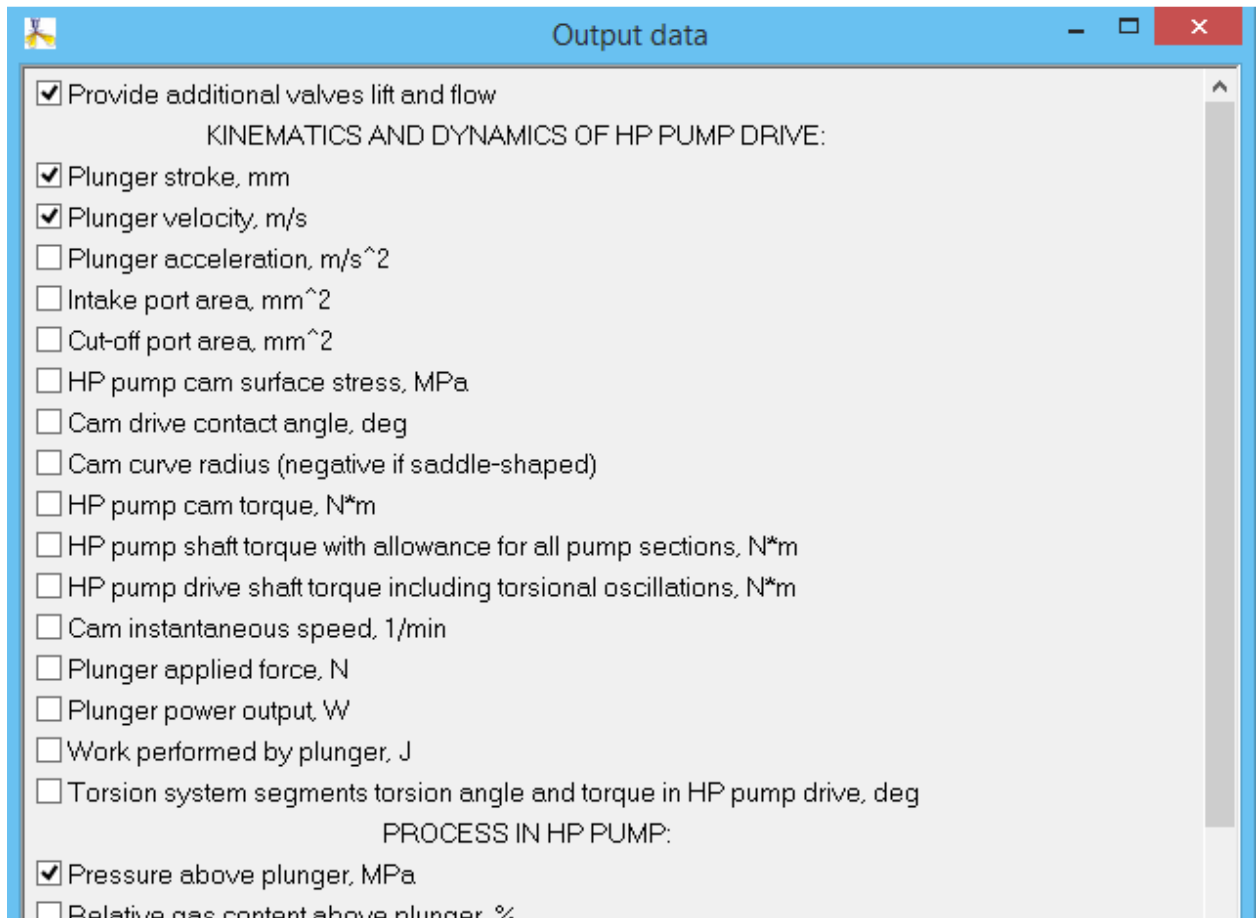 Output data
Provide additional valves lift and flow
KINEMATICS AND DYNAMICS OF HP PUMP DRIVE:
Plunger stroke, mm
Plunger velocity, m/s
Plunger acceleration, m/s^2
Intake port area, mm^2
Cut-off port area, mm^2
HP pump cam surface stress, MPa
Cam drive contact angle, deg
Cam curve radius (negative if saddle-shaped)
HP pump cam torque, N*m
HP pump shaft torque with allowance for all pump sections, N*m
HP pump drive shaft torque including torsional oscillations, N*m
Cam instantaneous speed, 1/min
Plunger applied force, N
Plunger power output, W
Work performed by plunger, J
Torsion system segments torsion angle and torque in HP pump drive, deg
PROCESS IN HP PUMP:
Pressure above plunger, MPa
Relative gas content above plunger, %